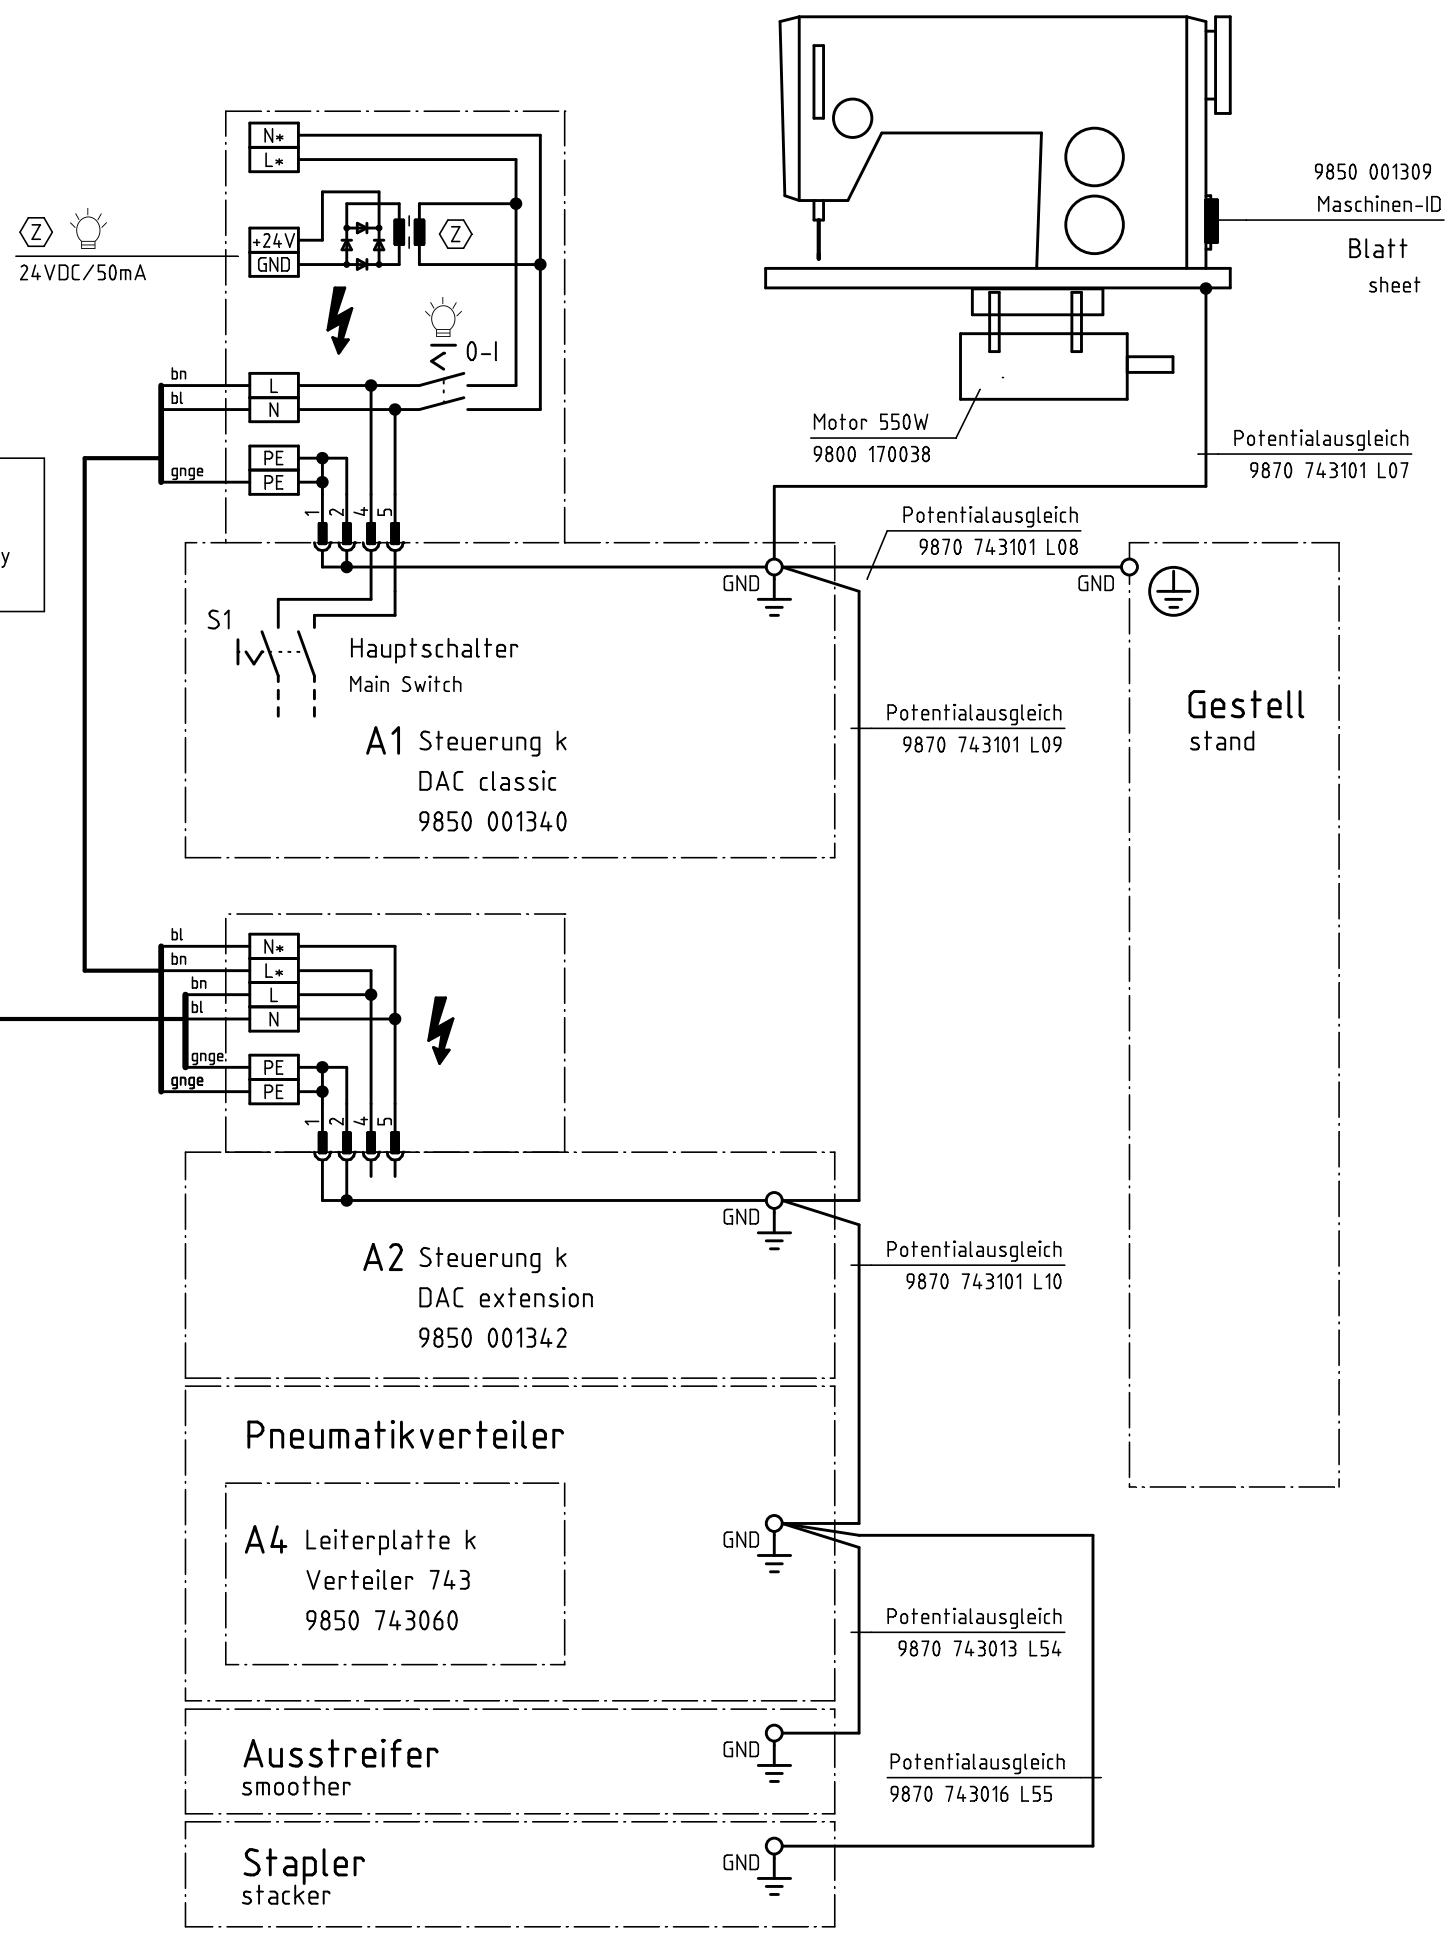 N*
L*
9850 001309
Maschinen-ID
Blatt
sheet
Z
24VDC/50mA
+24V
GND
Z
0-I
bn
L
bl
N
PE
gnge
PE
1
2
4
5
y
Motor 550W
9800 170038
Potentialausgleich
9870 743101 L07
Potentialausgleich
9870 743101 L08
GND
GND
S1
Hauptschalter
Main Switch
A1 Steuerung k
DAC classic
9850 001340
Potentialausgleich
9870 743101 L09
Gestell
stand
bl
N*
bn
L*
bn
L
bl
N
gnge
PE
gnge
PE
1
2
4
5
GND
A2 Steuerung k
DAC extension
9850 001342
Potentialausgleich
9870 743101 L10
Pneumatikverteiler
A4 Leiterplatte k
Verteiler 743
9850 743060
GND
Potentialausgleich
9870 743013 L54
Ausstreifer
smoother
GND
Potentialausgleich
9870 743016 L55
Stapler
stacker
GND